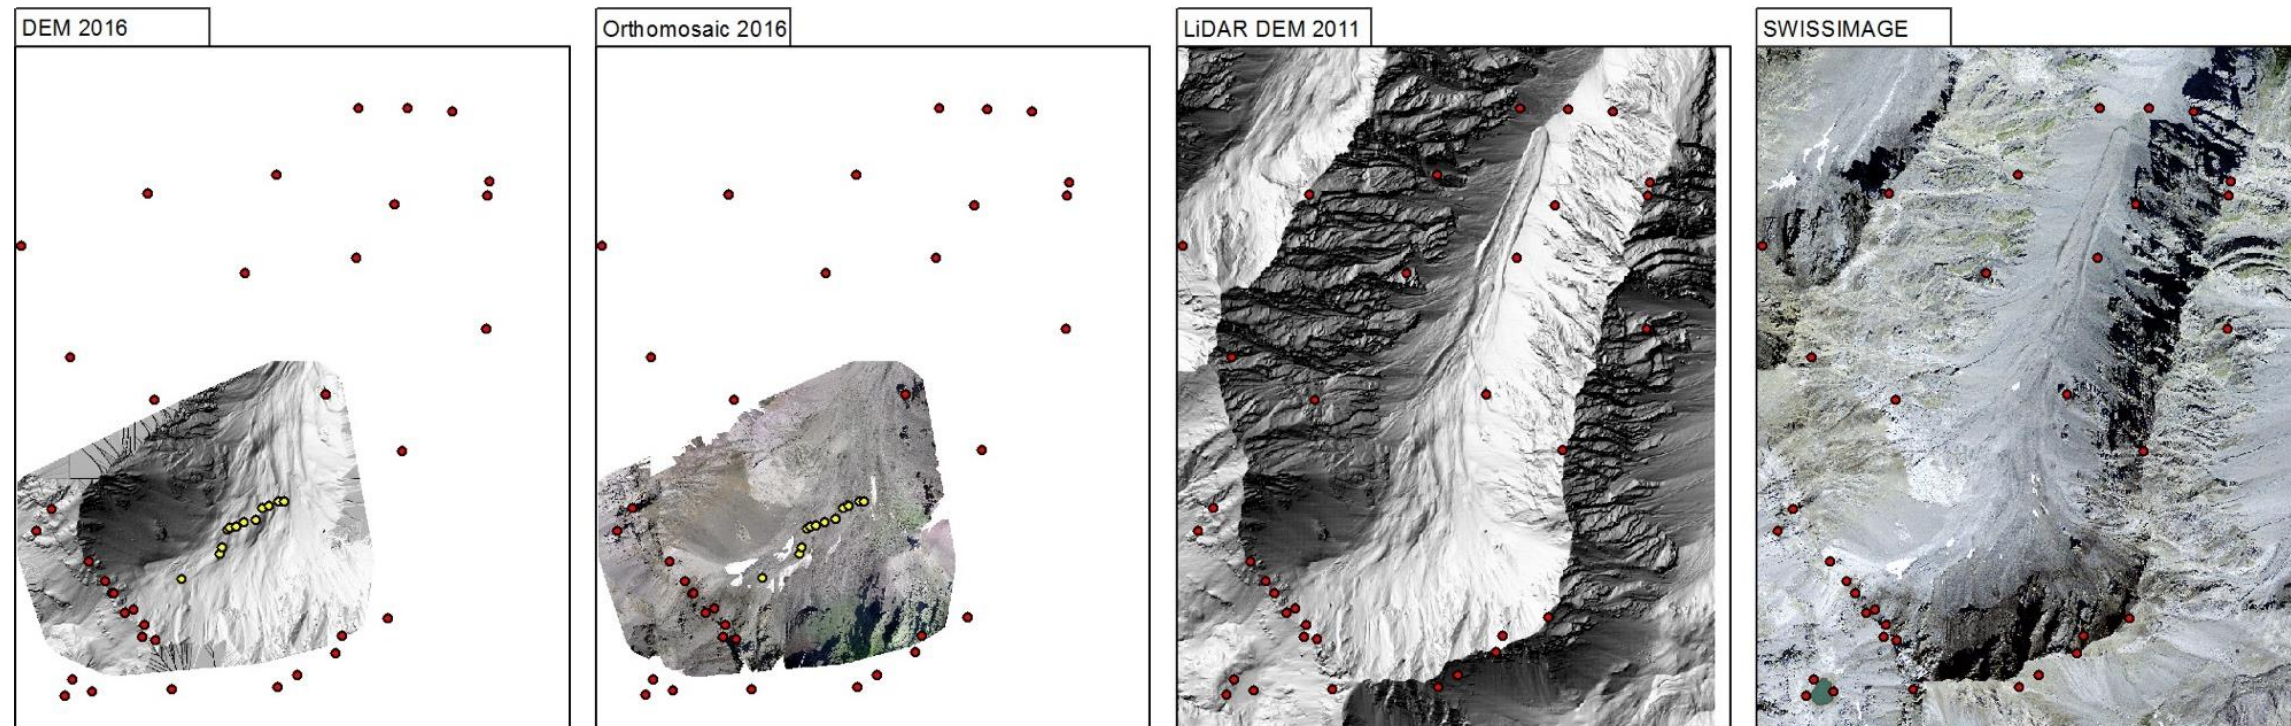 DEM 2016
Orthomosaic 2016
LiDAR DEM 2011
SWISSIMAGE